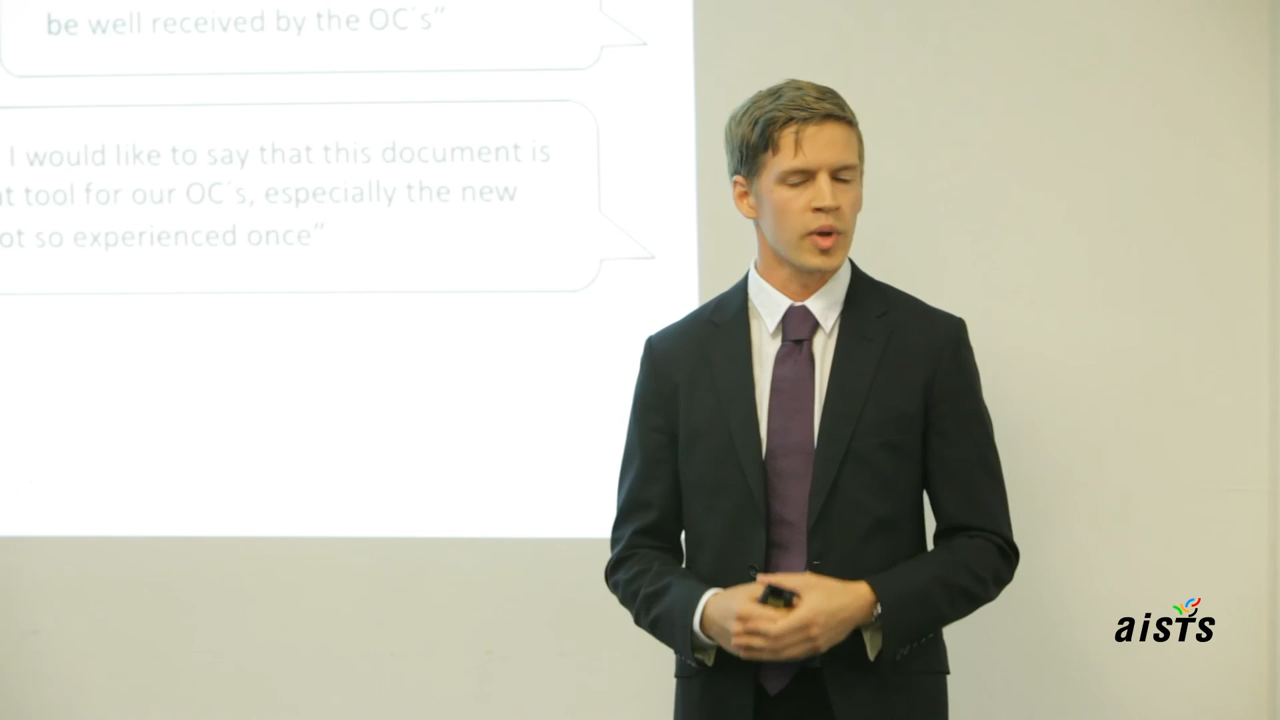 be well received by the OC´s”
I would like to say that this document is
t tool for our OC´s, especially the new
ot so experienced once”
aisTs